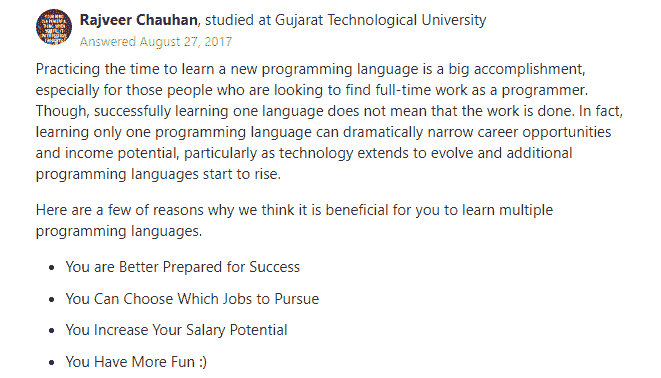 Rajveer Chauhan, studied at Gujarat Technological University
Answered August 27, 2017
Practicing the time to learn a new programming language is a big accomplishment,
especially for those people who are looking to find full-time work as a programmer.
Though, successfully learning one language does not mean that the work is done. In fact,
learning only one programming language can dramatically narrow career opportunities
and income potential, particularly as technology extends to evolve and additional
programming languages start to rise.
Here are a few of reasons why we think it is beneficial for you to learn multiple
programming languages.
• You are Better Prepared for Success
• You Can Choose Which Jobs to Pursue
• You Increase Your Salary Potential
• You Have More Fun :)